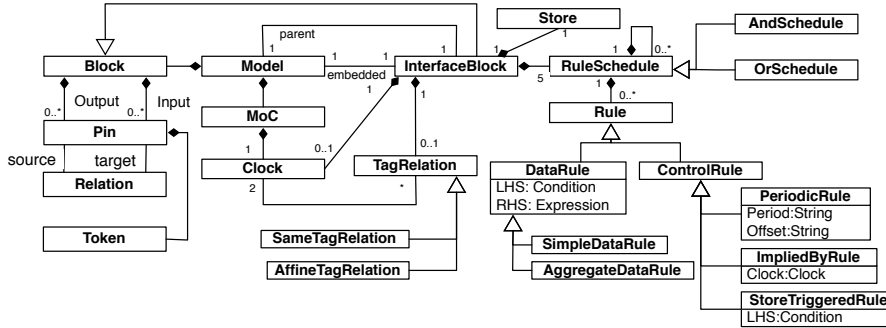 Store
AndSchedule
parent
1
1
1
1
1
0..*
Block
Model
1
embedded
1
InterfaceBlock
5
RuleSchedule
OrSchedule
1
1
1
Output
Input
0..*
0..*
MoC
0..*
Rule
Pin
1
0..1
0..1
source
target
Clock
TagRelation
DataRule
ControlRule
Relation
2
*
LHS: Condition
RHS: Expression
PeriodicRule
Period:String
Offset:String
Token
SameTagRelation
SimpleDataRule
ImpliedByRule
AffineTagRelation
AggregateDataRule
Clock:Clock
StoreTriggeredRule
LHS:Condition